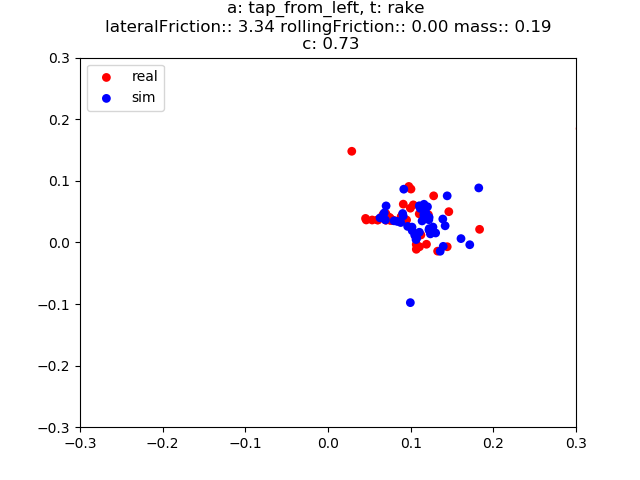 a: tap_from_left, t: rake
lateralFriction:: 3.34 rollingFriction:: 0.00 mass:: 0.19
c: 0.73
real
sim
0.3
0.2
0.1
0.0
−0.1
−0.2
−0.3
−0.3 −0.2 −0.1 0.0 0.1 0.2 0.3